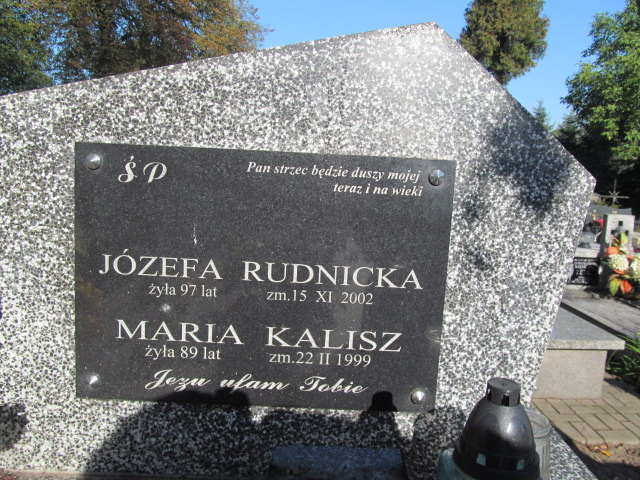 Ś P
Pan strzec będzie duszy mojej
teraz i na wieki
JÓZEFA RUDNICKA
żyła 97 lat zm.15 XI 2002
MARIA KALISZ
żyła 89 lat zm.22 II 1999
Jezu ufam Tobie